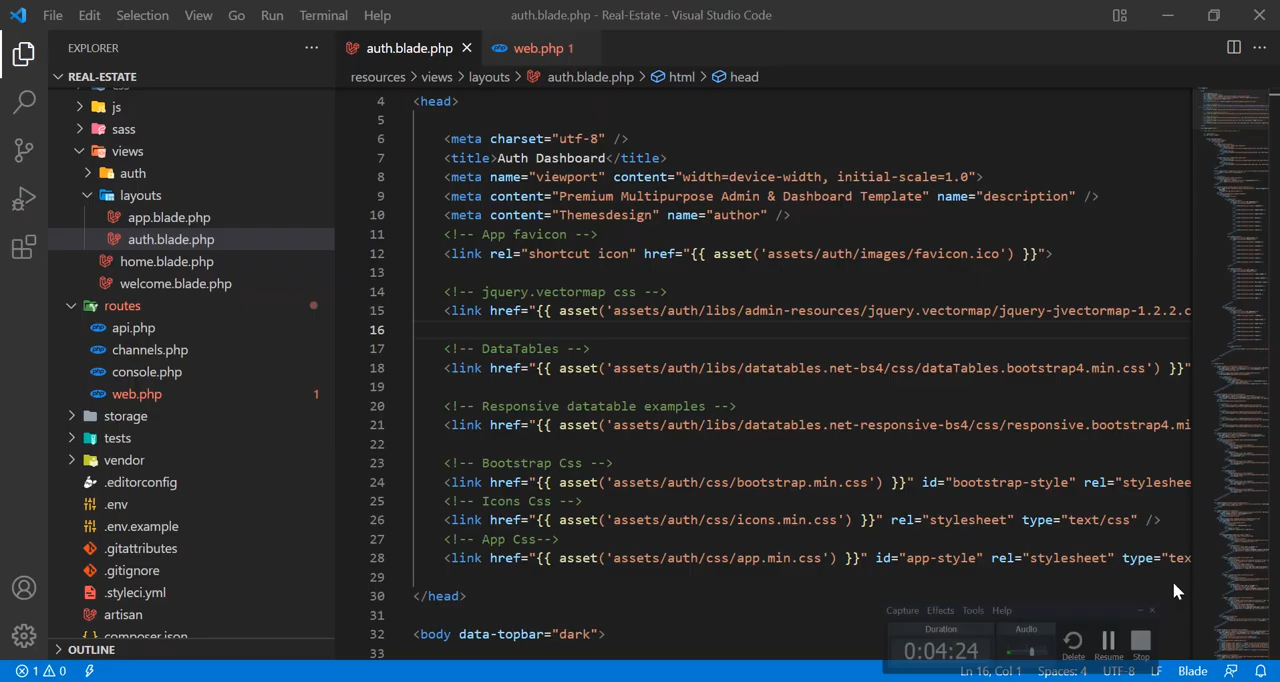 File Edit Selection View Go Run Terminal Help
auth.blade.php - Real-Estate - Visual Studio Code
EXPLORER
REAL-ESTATE
js
sass
views
auth
layouts
app.blade.php
auth.blade.php
home.blade.php
welcome.blade.php
routes
api.php
channels.php
console.php
web.php 1
storage
tests
vendor
.editorconfig
.env
.env.example
.gitattributes
.gitignore
.styleci.yml
artisan
composer.json
OUTLINE
auth.blade.php
web.php 1
resources > views > layouts > auth.blade.php > html > head
4 <head>
5
6 <meta charset="utf-8" />
7 <title>Auth Dashboard</title>
8 <meta name="viewport" content="width=device-width, initial-scale=1.0">
9 <meta content="Premium Multipurpose Admin & Dashboard Template" name="description" />
10 <meta content="Themesdesign" name="author" />
11 <!-- App favicon -->
12 <link rel="shortcut icon" href="{{ asset('assets/auth/images/favicon.ico') }}">
13
14 <!-- jquery.vectormap css -->
15 <link href="{{ asset('assets/auth/libs/admin-resources/jquery.vectormap/jquery-jvectormap-1.2.2.c
16
17 <!-- DataTables -->
18 <link href="{{ asset('assets/auth/libs/datatables.net-bs4/css/dataTables.bootstrap4.min.css') }}"
19
20 <!-- Responsive datatable examples -->
21 <link href="{{ asset('assets/auth/libs/datatables.net-responsive-bs4/css/responsive.bootstrap4.mi
22
23 <!-- Bootstrap Css -->
24 <link href="{{ asset('assets/auth/css/bootstrap.min.css') }}" id="bootstrap-style" rel="styleshee
25 <!-- Icons Css -->
26 <link href="{{ asset('assets/auth/css/icons.min.css') }}" rel="stylesheet" type="text/css" />
27 <!-- App Css-->
28 <link href="{{ asset('assets/auth/css/app.min.css') }}" id="app-style" rel="stylesheet" type="tex
29
30 </head>
31
32 <body data-topbar="dark">
33
Capture Effects Tools Help
Duration
0:04:24
Audio
Delete Resume Stop
1 0
Ln 16, Col 1 Spaces: 4 UTF-8 LF Blade